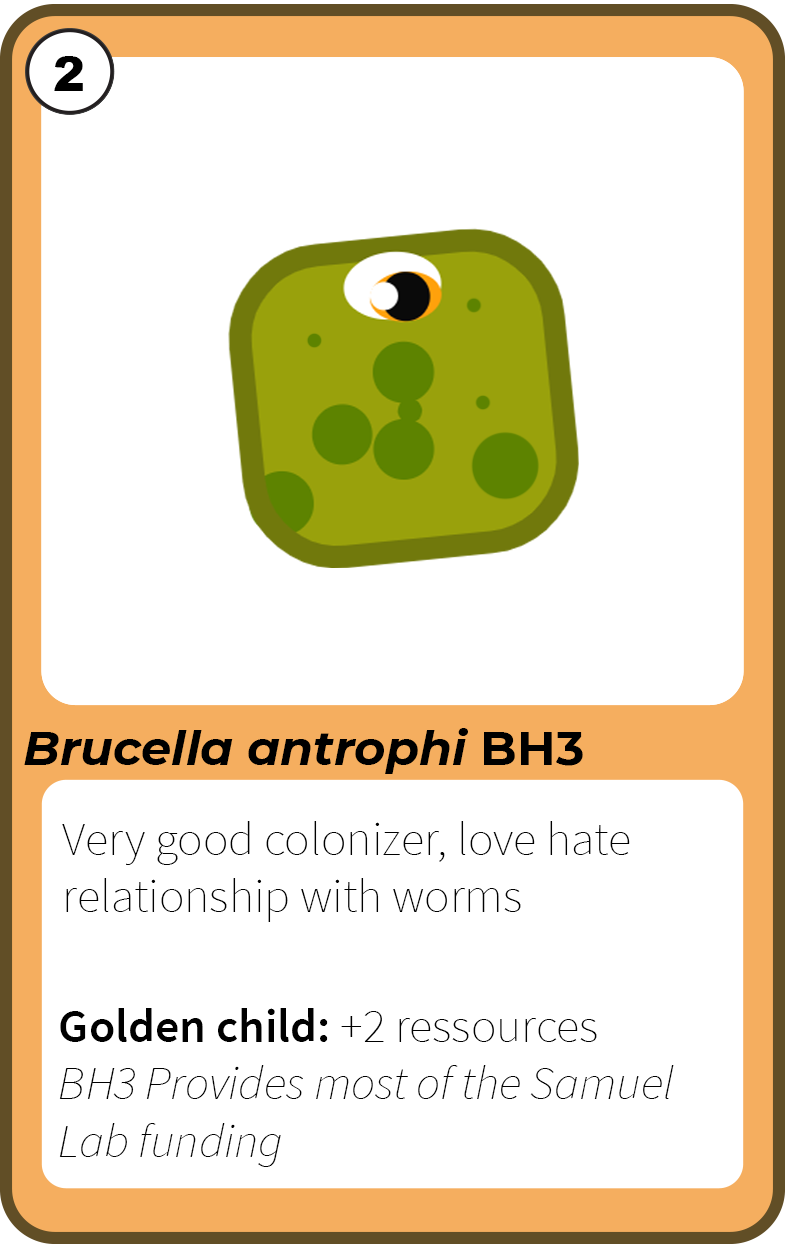 2
Brucella antrophi BH3
Very good colonizer, love hate
relationship with worms
Golden child: +2 ressources
BH3 Provides most of the Samuel
Lab funding